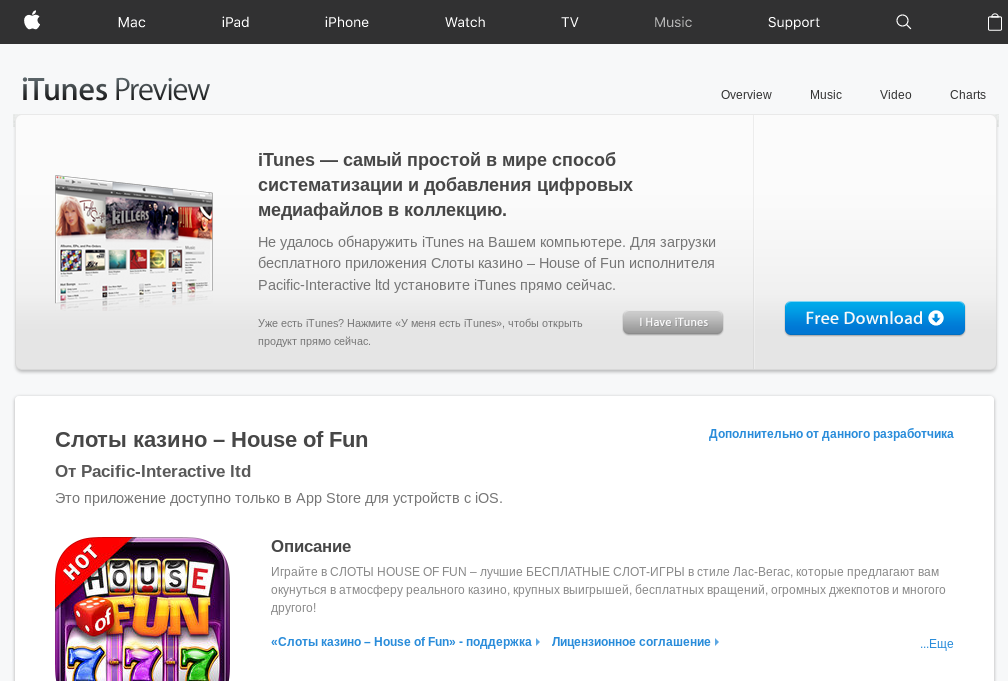 Mac iPad iPhone Watch TV Music Support
iTunes Preview
Overview Music Video Charts
iTunes — самый простой в мире способ
систематизации и добавления цифровых
медиафайлов в коллекцию.
Не удалось обнаружить iTunes на Вашем компьютере. Для загрузки
бесплатного приложения Слоты казино – House of Fun исполнителя
Pacific-Interactive ltd установите iTunes прямо сейчас.
Уже есть iTunes? Нажмите «У меня есть iTunes», чтобы открыть
продукт прямо сейчас.
I Have iTunes
Free Download
KILLERS
Слоты казино – House of Fun
Дополнительно от данного разработчика
От Pacific-Interactive ltd
Это приложение доступно только в App Store для устройств с iOS.
HOT
HOUSE
of
FUN
7-7-7
Описание
Играйте в СЛОТЫ HOUSE OF FUN – лучшие БЕСПЛАТНЫЕ СЛОТ-ИГРЫ в стиле Лас-Вегас, которые предлагают вам
окунуться в атмосферу реального казино, крупных выигрышей, бесплатных вращений, огромных джекпотов и многого
другого!
«Слоты казино – House of Fun» - поддержка Лицензионное соглашение
...Еще